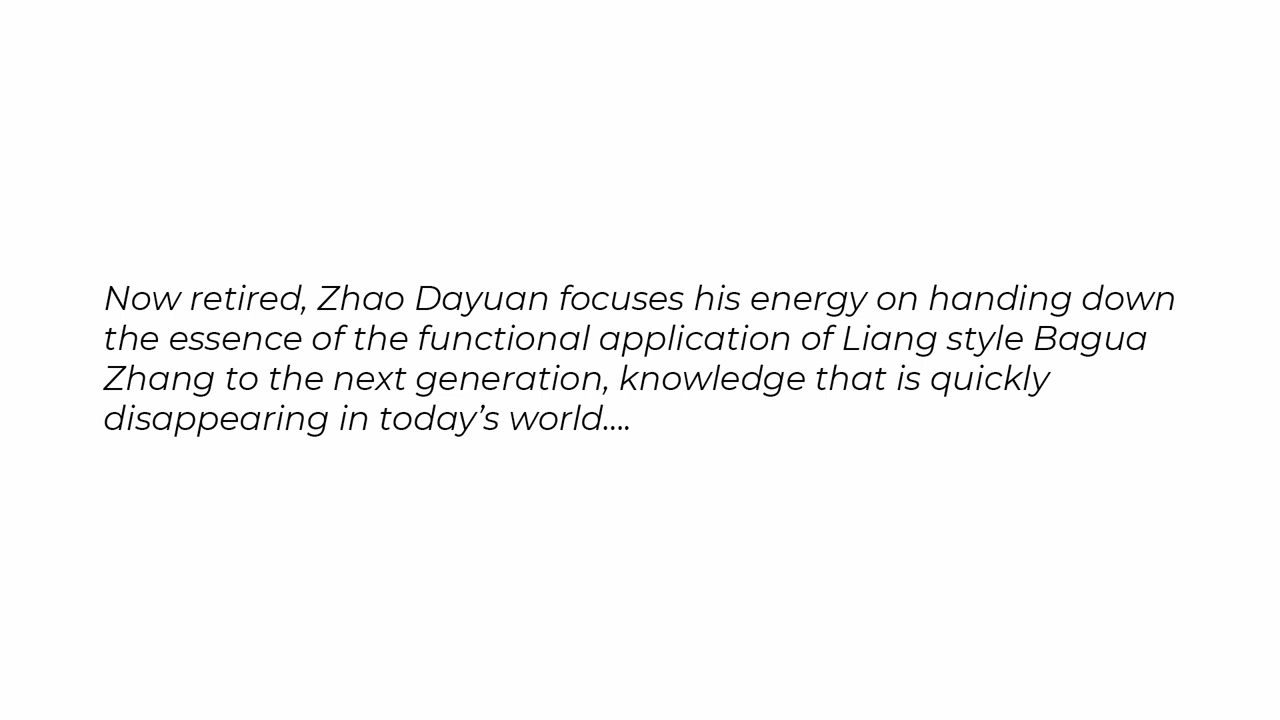 Now retired, Zhao Dayuan focuses his energy on handing down
the essence of the functional application of Liang style Bagua
Zhang to the next generation, knowledge that is quickly
disappearing in today’s world....